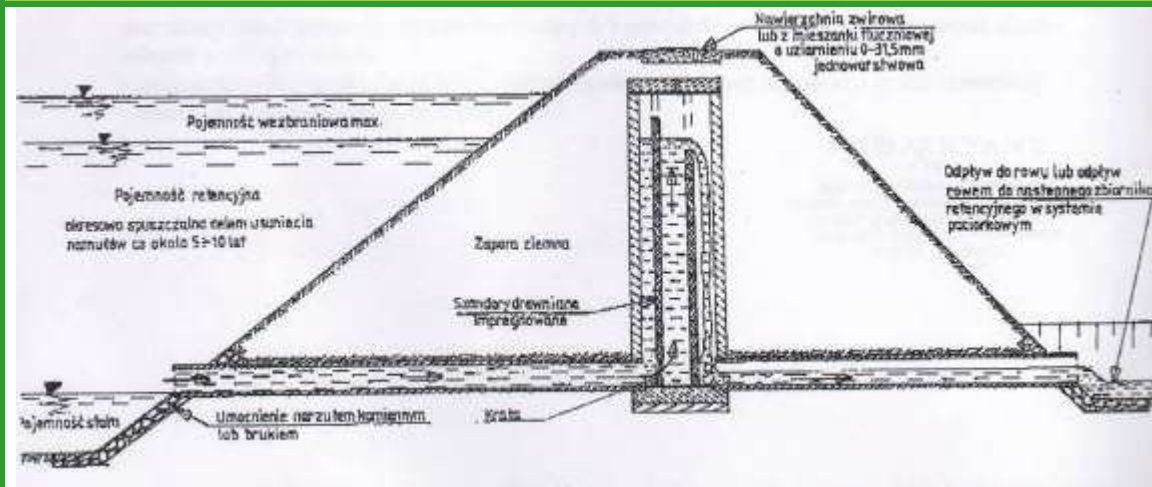 Nawierzchnia żwirowa
lub z mieszanki tłuczniowej
o uziarnieniu 0-31,5mm
jednowarstwowa
Pojemność wezbraniowa max.
Pojemność retencyjna
okresowo spuszczalna celem usunięcia
namułów co około 5÷10 lat
Zapora ziemna
Odpływ do rowu lub odpływ
rowem do następnego zbiornika
retencyjnego w systemie
paciorkowym
Szandory drewniane
impregnowane
Umocnienie narzutem kamiennym
lub brukiem
Krata
Pojemność stała